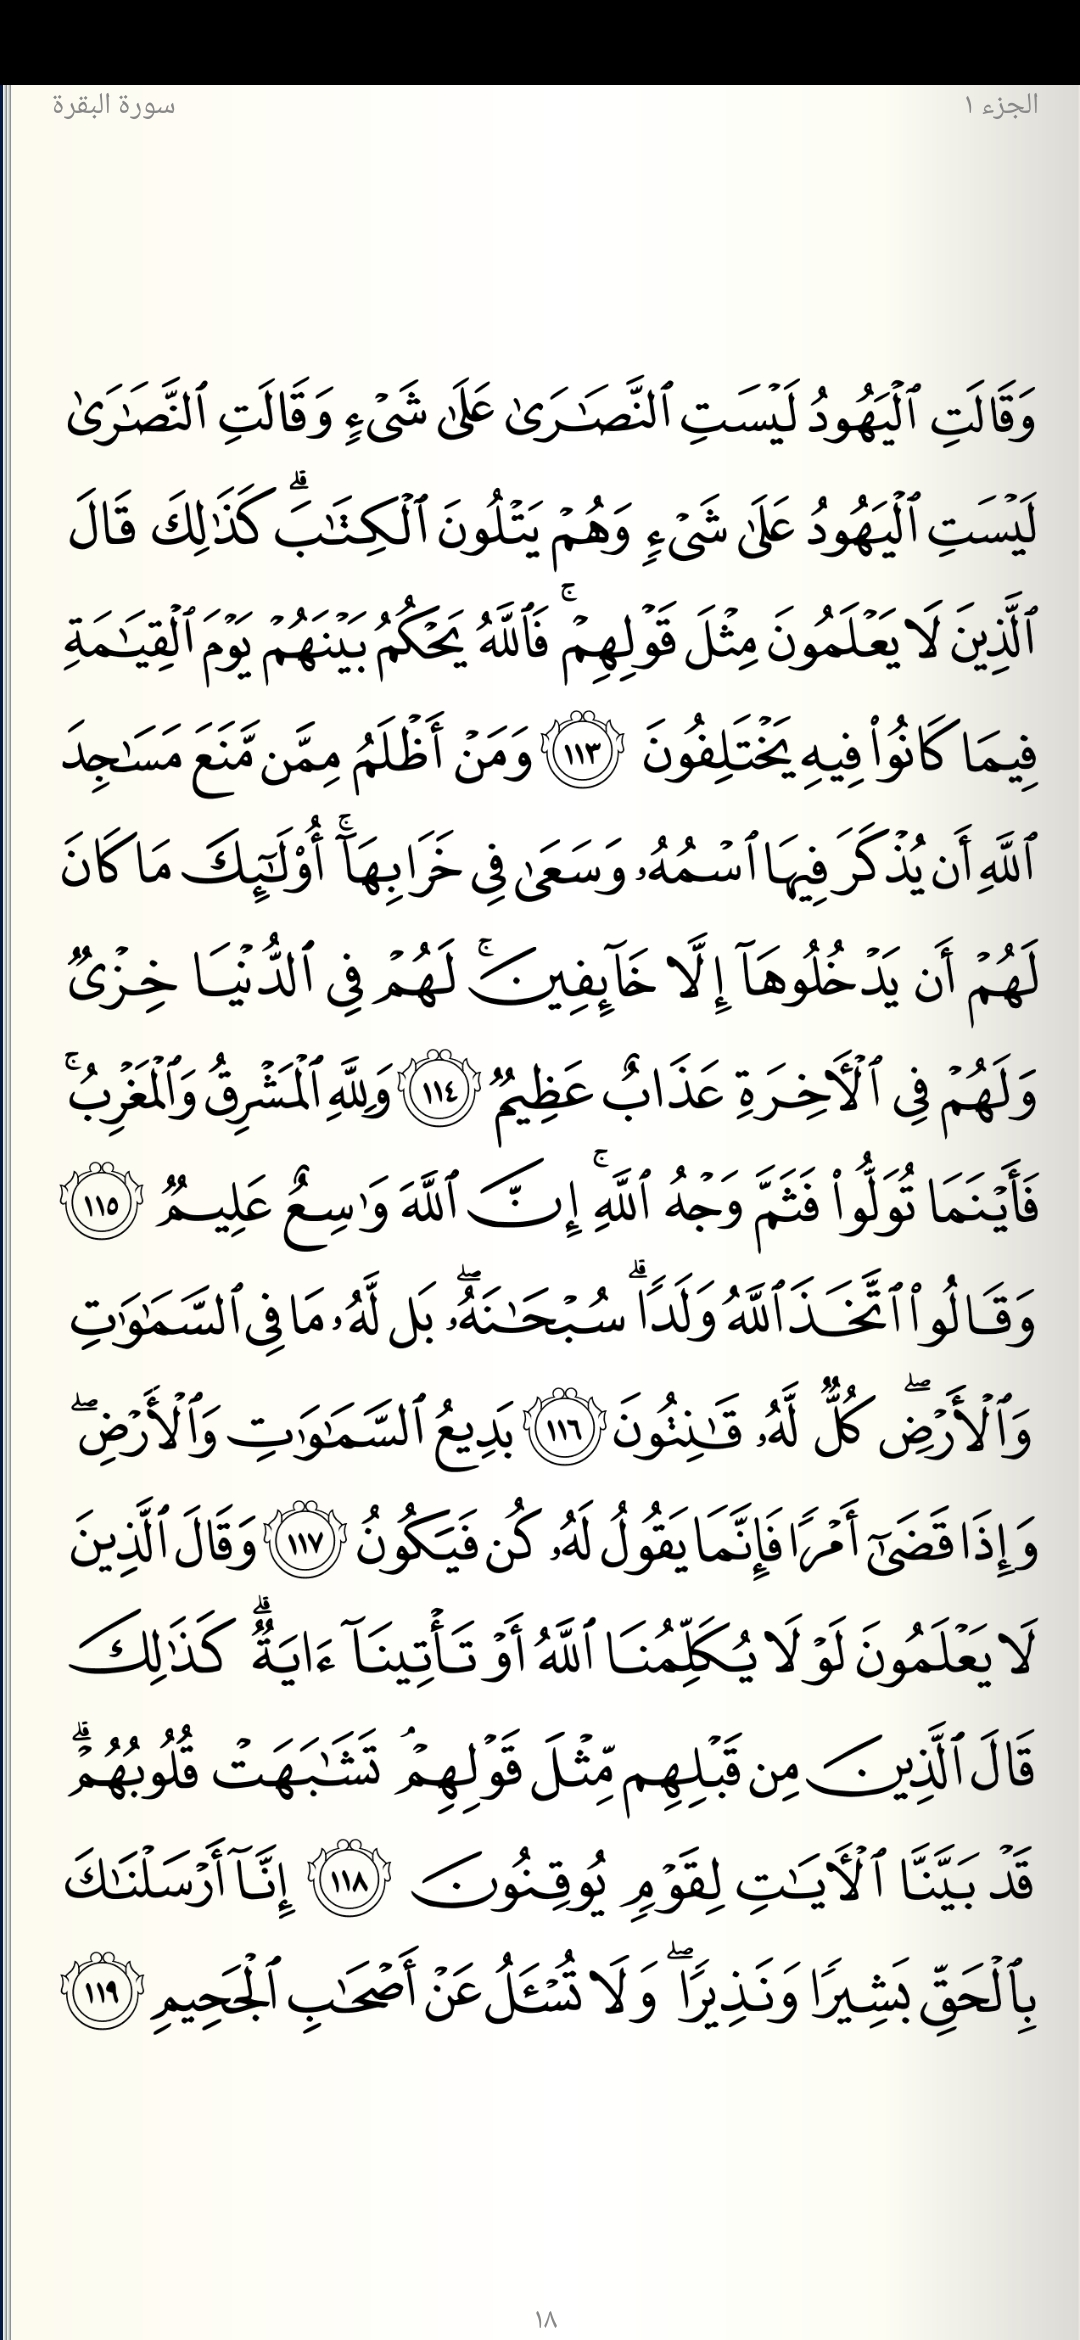 الجزء ١
سورة البقرة
وَقَالَتِ ٱلْيَهُودُ لَيْسَتِ ٱلنَّصَـٰرَىٰ عَلَىٰ شَىْءٍ وَقَالَتِ ٱلنَّصَـٰرَىٰ
لَيْسَتِ ٱلْيَهُودُ عَلَىٰ شَىْءٍ وَهُمْ يَتْلُونَ ٱلْكِتَـٰبَ ۗ كَذَٰلِكَ قَالَ
ٱلَّذِينَ لَا يَعْلَمُونَ مِثْلَ قَوْلِهِمْ ۚ فَٱللَّهُ يَحْكُمُ بَيْنَهُمْ يَوْمَ ٱلْقِيَـٰمَةِ
فِيمَا كَانُوا۟ فِيهِ يَخْتَلِفُونَ ١١٣ وَمَنْ أَظْلَمُ مِمَّن مَّنَعَ مَسَـٰجِدَ
ٱللَّهِ أَن يُذْكَرَ فِيهَا ٱسْمُهُۥ وَسَعَىٰ فِى خَرَابِهَآ ۚ أُو۟لَـٰٓئِكَ مَا كَانَ
لَهُمْ أَن يَدْخُلُوهَآ إِلَّا خَآئِفِينَ ۚ لَهُمْ فِى ٱلدُّنْيَا خِزْىٌ
وَلَهُمْ فِى ٱلْـَٔاخِرَةِ عَذَابٌ عَظِيمٌ ١١٤ وَلِلَّهِ ٱلْمَشْرِقُ وَٱلْمَغْرِبُ ۚ
فَأَيْنَمَا تُوَلُّوا۟ فَثَمَّ وَجْهُ ٱللَّهِ ۚ إِنَّ ٱللَّهَ وَٰسِعٌ عَلِيمٌ ١١٥
وَقَالُوا۟ ٱتَّخَذَ ٱللَّهُ وَلَدًا ۗ سُبْحَـٰنَهُۥ ۖ بَل لَّهُۥ مَا فِى ٱلسَّمَـٰوَٰتِ
وَٱلْأَرْضِ ۖ كُلٌّ لَّهُۥ قَـٰنِتُونَ ١١٦ بَدِيعُ ٱلسَّمَـٰوَٰتِ وَٱلْأَرْضِ ۖ
وَإِذَا قَضَىٰٓ أَمْرًا فَإِنَّمَا يَقُولُ لَهُۥ كُن فَيَكُونُ ١١٧ وَقَالَ ٱلَّذِينَ
لَا يَعْلَمُونَ لَوْلَا يُكَلِّمُنَا ٱللَّهُ أَوْ تَأْتِينَآ ءَايَةٌ ۗ كَذَٰلِكَ
قَالَ ٱلَّذِينَ مِن قَبْلِهِم مِّثْلَ قَوْلِهِمْ ۘ تَشَـٰبَهَتْ قُلُوبُهُمْ ۗ
قَدْ بَيَّنَّا ٱلْـَٔايَـٰتِ لِقَوْمٍ يُوقِنُونَ ١١٨ إِنَّآ أَرْسَلْنَـٰكَ
بِٱلْحَقِّ بَشِيرًا وَنَذِيرًا ۖ وَلَا تُسْـَٔلُ عَنْ أَصْحَـٰبِ ٱلْجَحِيمِ ١١٩
١٨